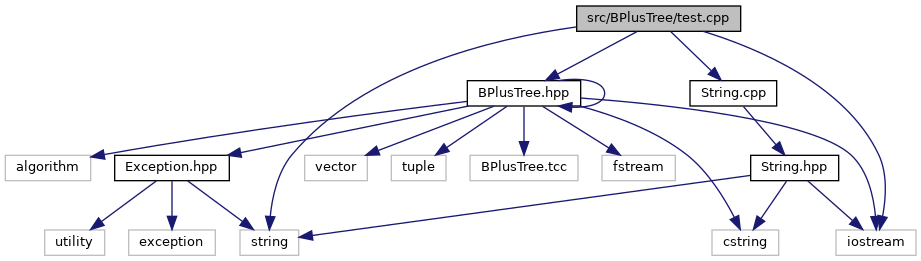 src/BPlusTree/test.cpp
BPlusTree.hpp
String.cpp
algorithm
Exception.hpp
vector
tuple
BPlusTree.tcc
fstream
String.hpp
utility
exception
string
cstring
iostream